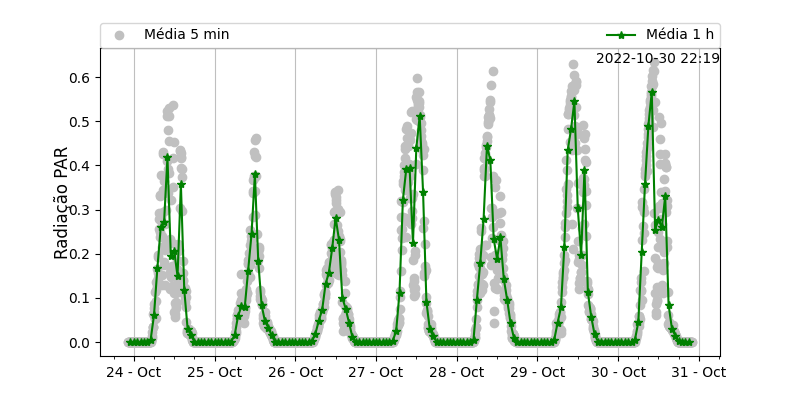 Média 5 min Média 1 h
2022-10-30 22:19
Radiação PAR
0.6
0.5
0.4
0.3
0.2
0.1
0.0
24 - Oct 25 - Oct 26 - Oct 27 - Oct 28 - Oct 29 - Oct 30 - Oct 31 - Oct